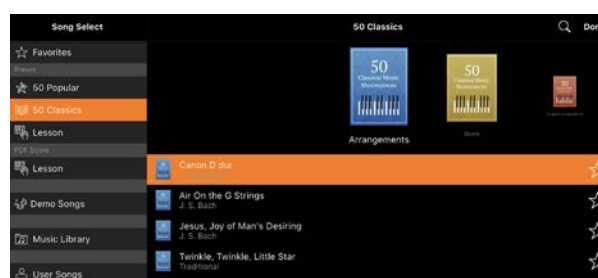 Song Select
50 Classics
Don
Favorites
Preset
50 Popular
50 Classics
Lesson
PDF Score
Lesson
Demo Songs
Music Library
User Songs
50
Classical Music
Masterpieces
Arrangements
50
Classical Music
Masterpieces
Duets
Canon D dur
Air On the G Strings
J. S. Bach
Jesus, Joy of Man's Desiring
J. S. Bach
Twinkle, Twinkle, Little Star
Traditional